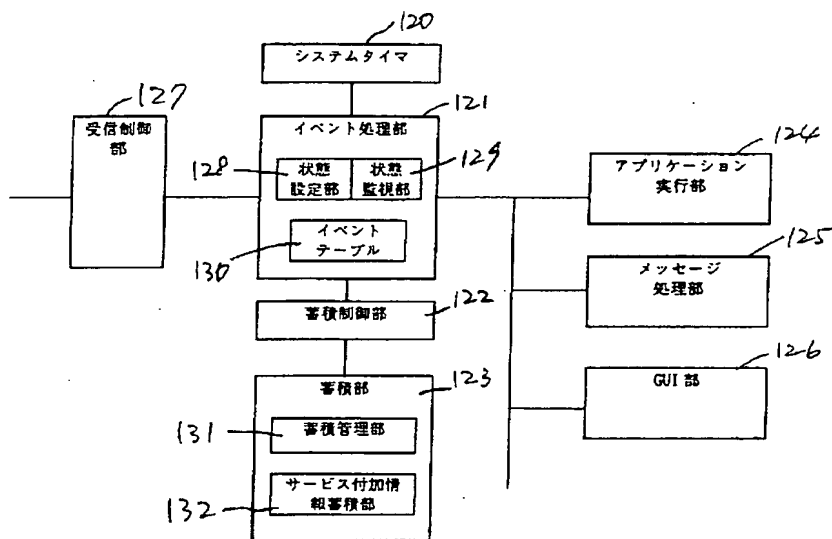 120
システムタイマ
127
受信制御
部
121
イベント処理部
128
状態
設定部
129
状態
監視部
130
イベント
テーブル
124
アプリケーション
実行部
125
メッセージ
処理部
122
蓄積制御部
126
GUI 部
123
蓄積部
131
蓄積管理部
132
サービス付加情
報蓄積部